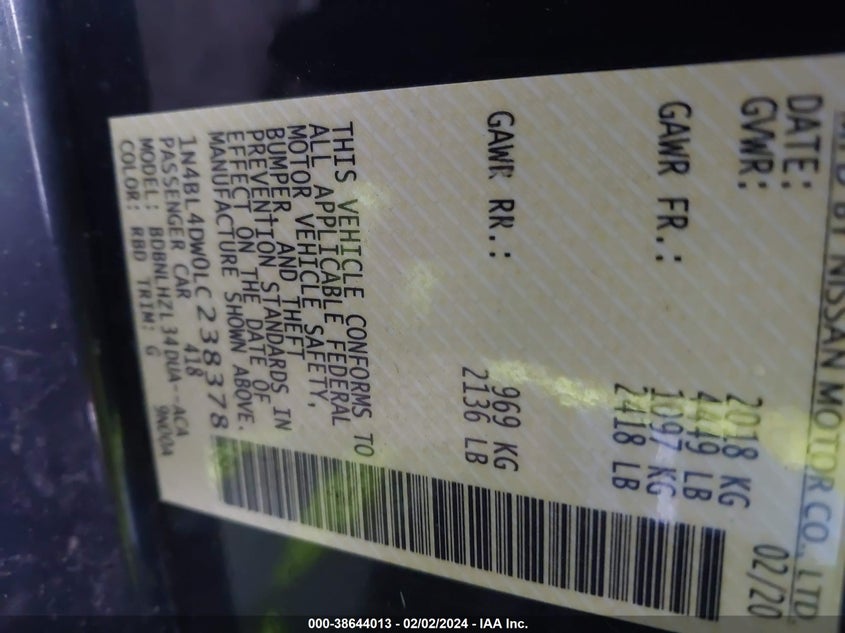 MFD BY NISSAN MOTOR CO., LTD.
DATE: 02/20
GVWR: 2018 KG
4449 LB
GAWR FR.: 1097 KG
2418 LB
GAWR RR.: 969 KG
2136 LB
THIS VEHICLE CONFORMS TO
ALL APPLICABLE FEDERAL
MOTOR VEHICLE SAFETY,
BUMPER, AND THEFT
PREVENTION STANDARDS IN
EFFECT ON THE DATE OF
MANUFACTURE SHOWN ABOVE.
1N4BL4DW0LC238378
PASSENGER CAR 418
MODEL: BDBNLHZL34DUA--ACA
COLOR: RBD TRIM: G 9N00A
000-38644013 / 02/02/2024 - IAA Inc.